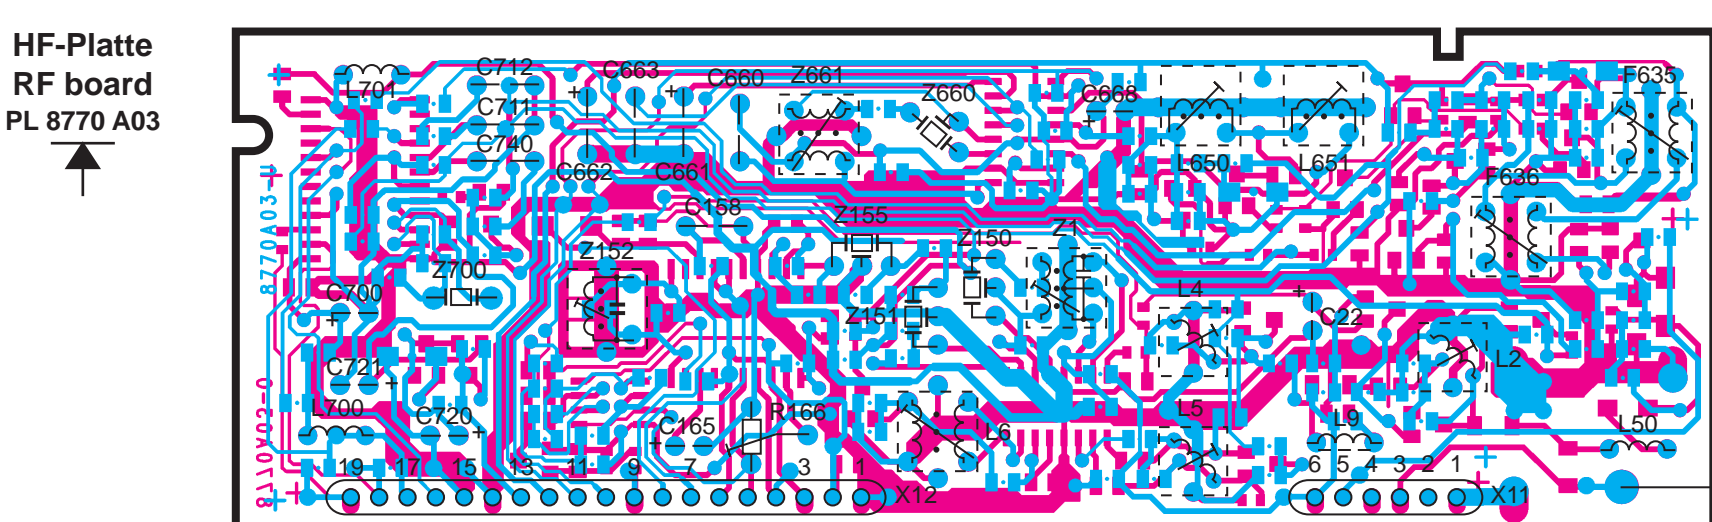 HF-Platte
RF board
PL 8770 A03
C712
C663
C660
Z661
Z660
C668
F635
L701
C711
C740
C662
C661
L650
L651
F636
C158
Z155
Z150
Z1
Z152
Z700
C700
Z151
L4
C22
L2
C721
L700
C720
C165
R166
L6
L5
L9
L50
19 17 15 13 11 9 7 3 1
6 5 4 3 2 1
X12
X11